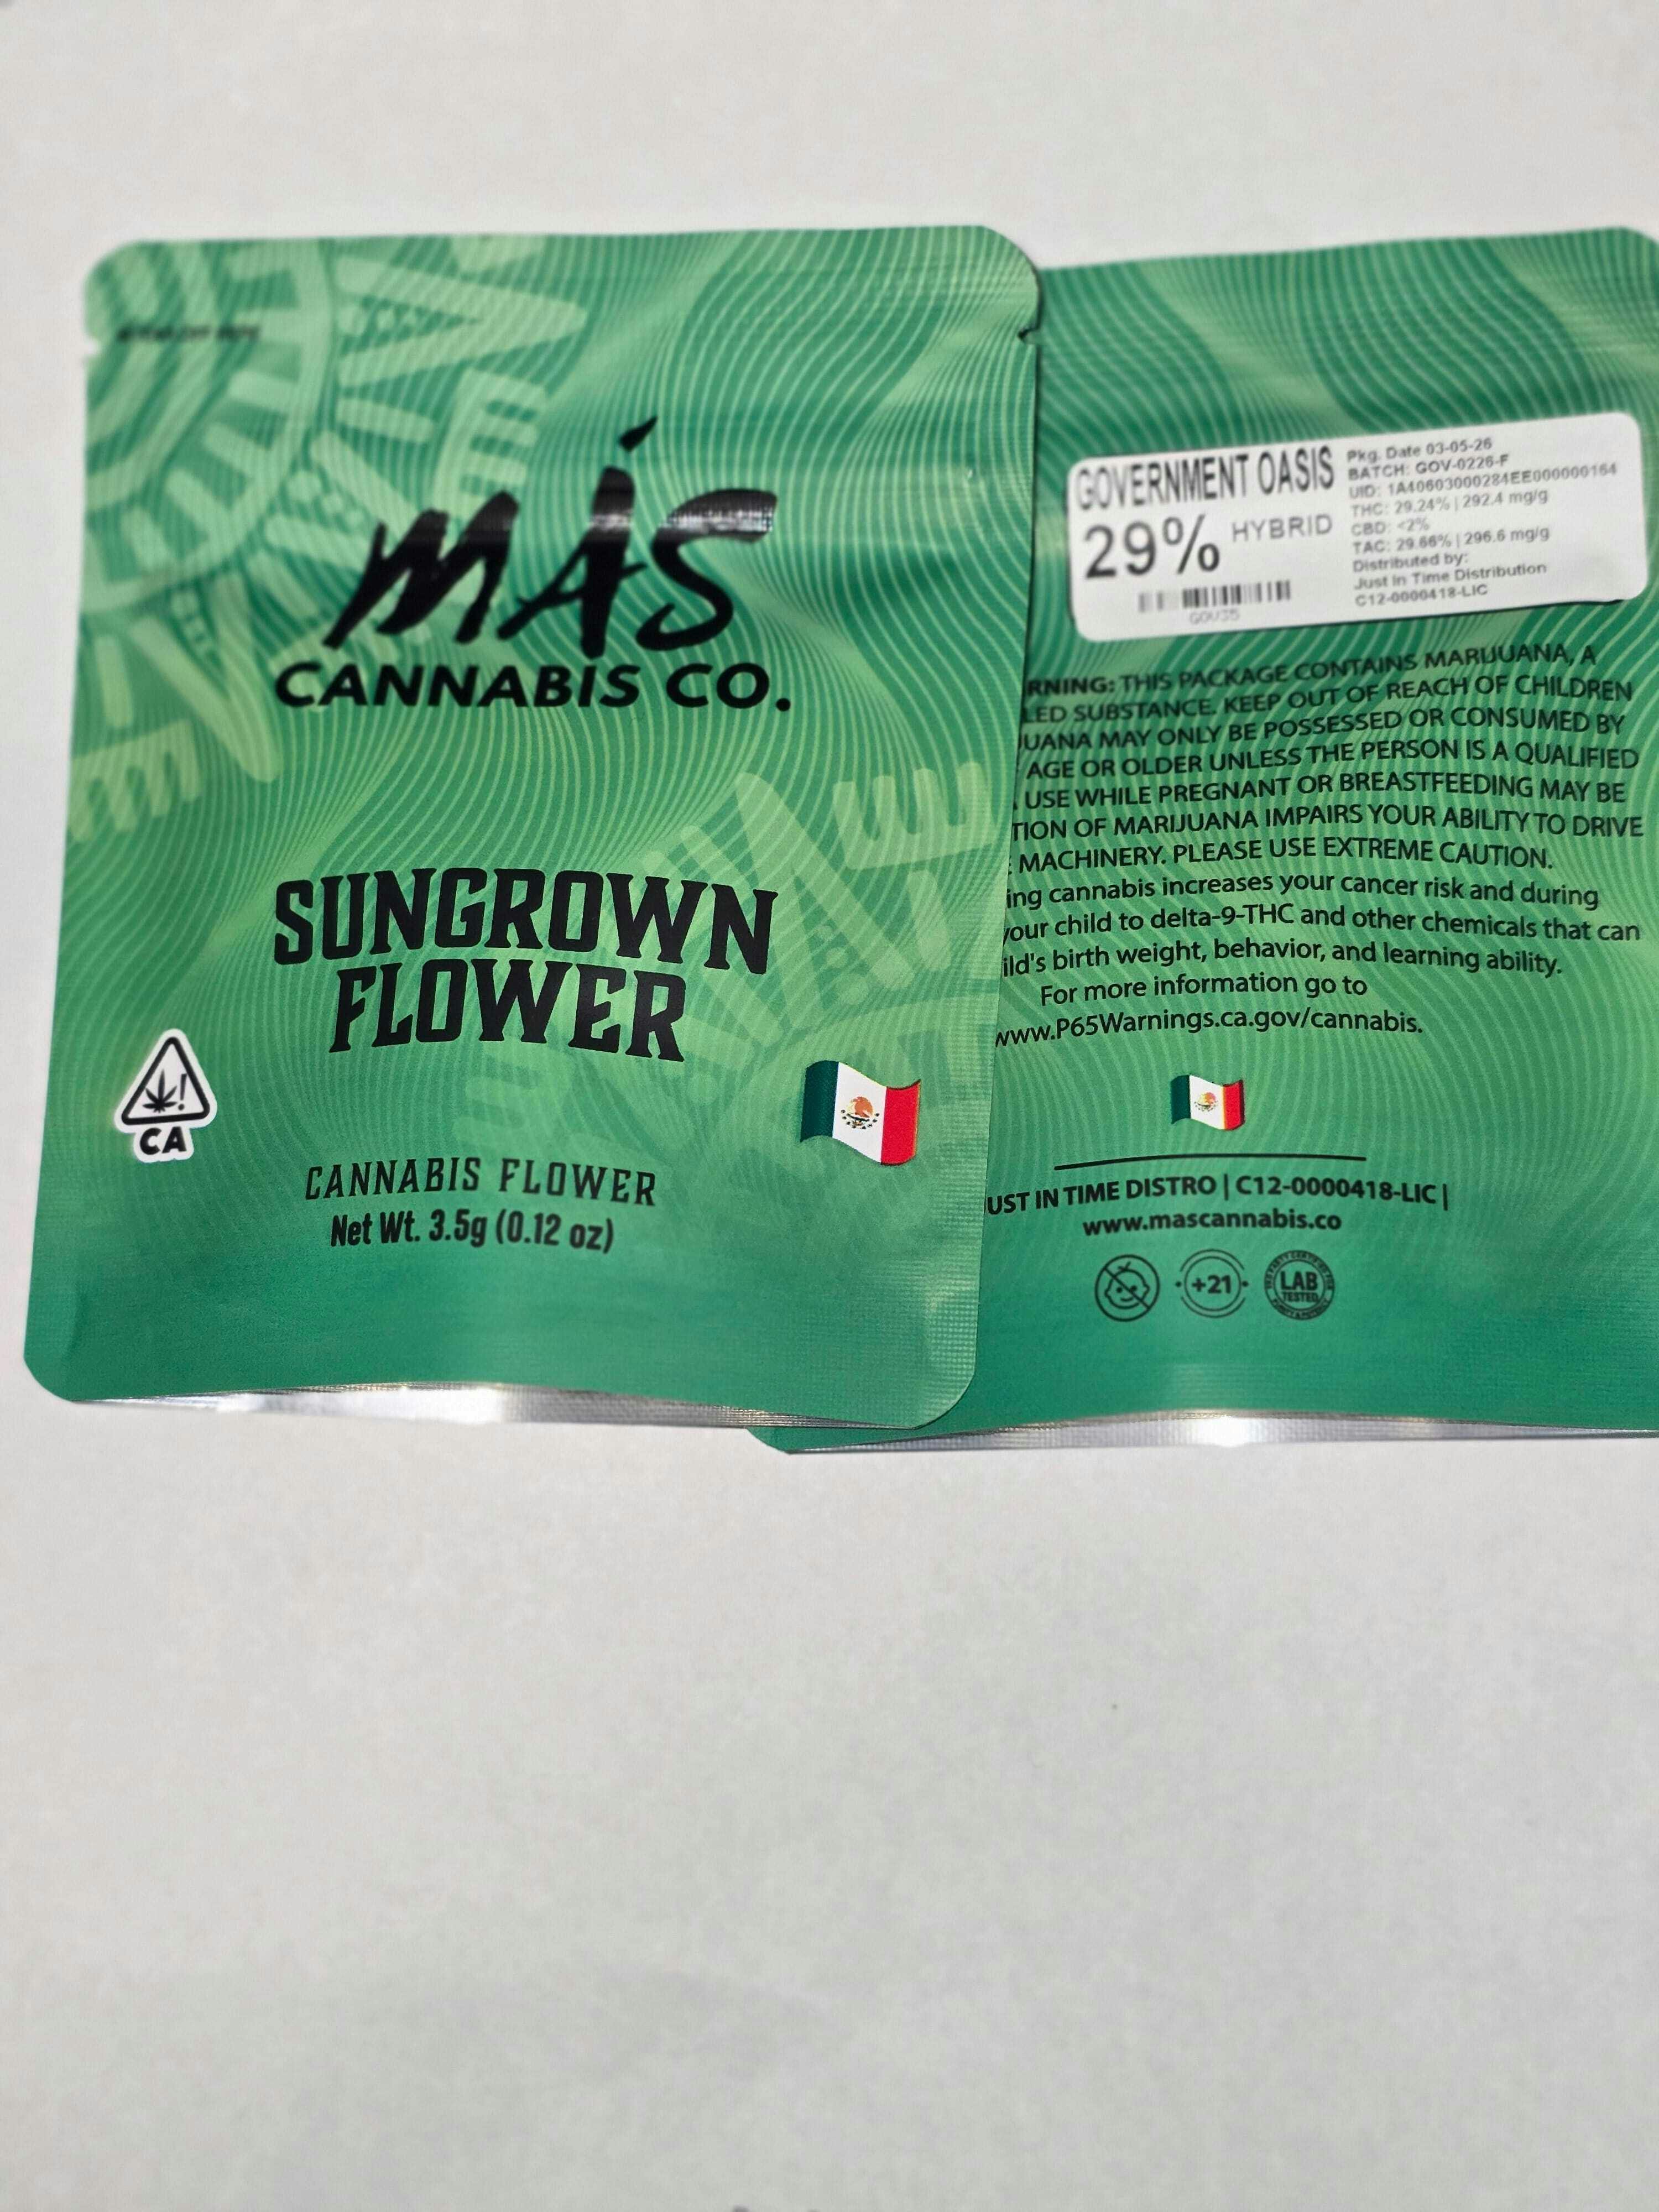 MÁS
CANNABIS CO.
SUNGROWN
FLOWER
CA
CANNABIS FLOWER
Net Wt. 3.5g (0.12 oz)
GOVERNMENT OASIS
29% HYBRID
GOV35
Pkg. Date 03-05-26
BATCH: GOV-0226-F
UID: 1A40603000284EE000000164
THC: 29.24% | 292.4 mg/g
CBD: <2%
TAC: 29.66% | 296.6 mg/g
Distributed by:
Just In Time Distribution
C12-0000418-LIC
RNING: THIS PACKAGE CONTAINS MARIJUANA, A
LED SUBSTANCE. KEEP OUT OF REACH OF CHILDREN
UANA MAY ONLY BE POSSESSED OR CONSUMED BY
AGE OR OLDER UNLESS THE PERSON IS A QUALIFIED
USE WHILE PREGNANT OR BREASTFEEDING MAY BE
TION OF MARIJUANA IMPAIRS YOUR ABILITY TO DRIVE
MACHINERY. PLEASE USE EXTREME CAUTION.
ing cannabis increases your cancer risk and during
your child to delta-9-THC and other chemicals that can
ild's birth weight, behavior, and learning ability.
For more information go to
www.P65Warnings.ca.gov/cannabis.
UST IN TIME DISTRO | C12-0000418-LIC |
www.mascannabis.co
+21
LAB
TESTED